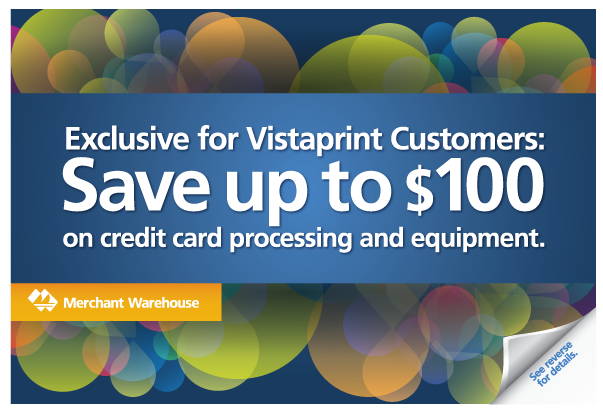 Exclusive for Vistaprint Customers:
Save up to $100
on credit card processing and equipment.
Merchant Warehouse
See reverse
for details.